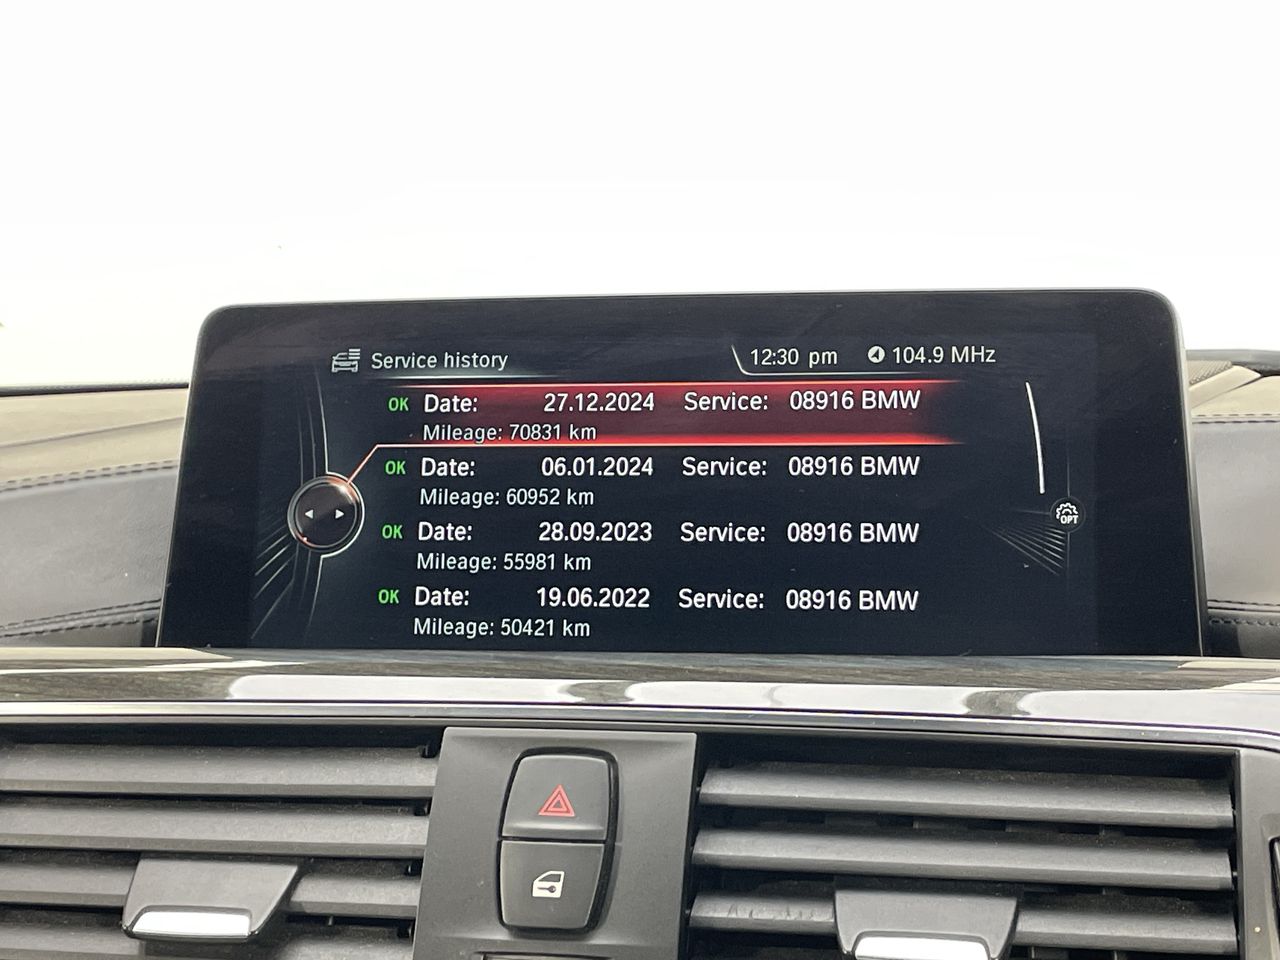 Service history
12:30 pm 104.9 MHz
OK Date: 27.12.2024 Service: 08916 BMW
Mileage: 70831 km
OK Date: 06.01.2024 Service: 08916 BMW
Mileage: 60952 km
OK Date: 28.09.2023 Service: 08916 BMW
Mileage: 55981 km
OK Date: 19.06.2022 Service: 08916 BMW
Mileage: 50421 km
OPT